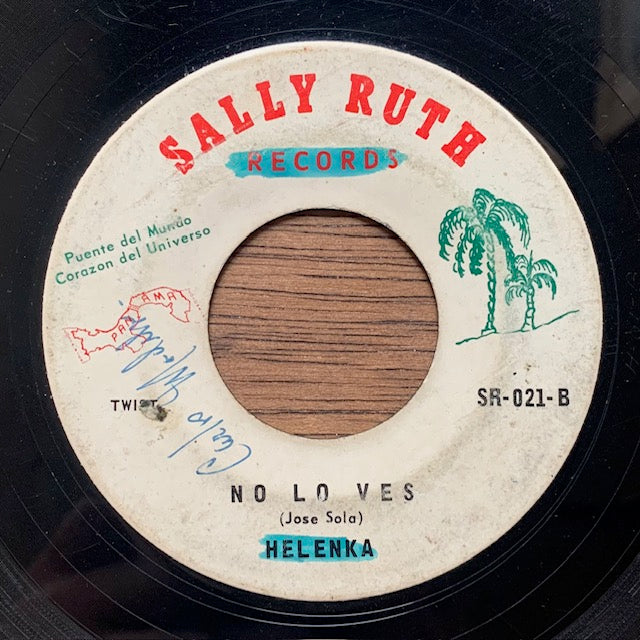 SALLY RUTH
RECORDS
Puente del Mundo
Corazon del Universo
PANAMA
TWIST
SR-021-B
NO LO VES
(Jose Sola)
HELENKA